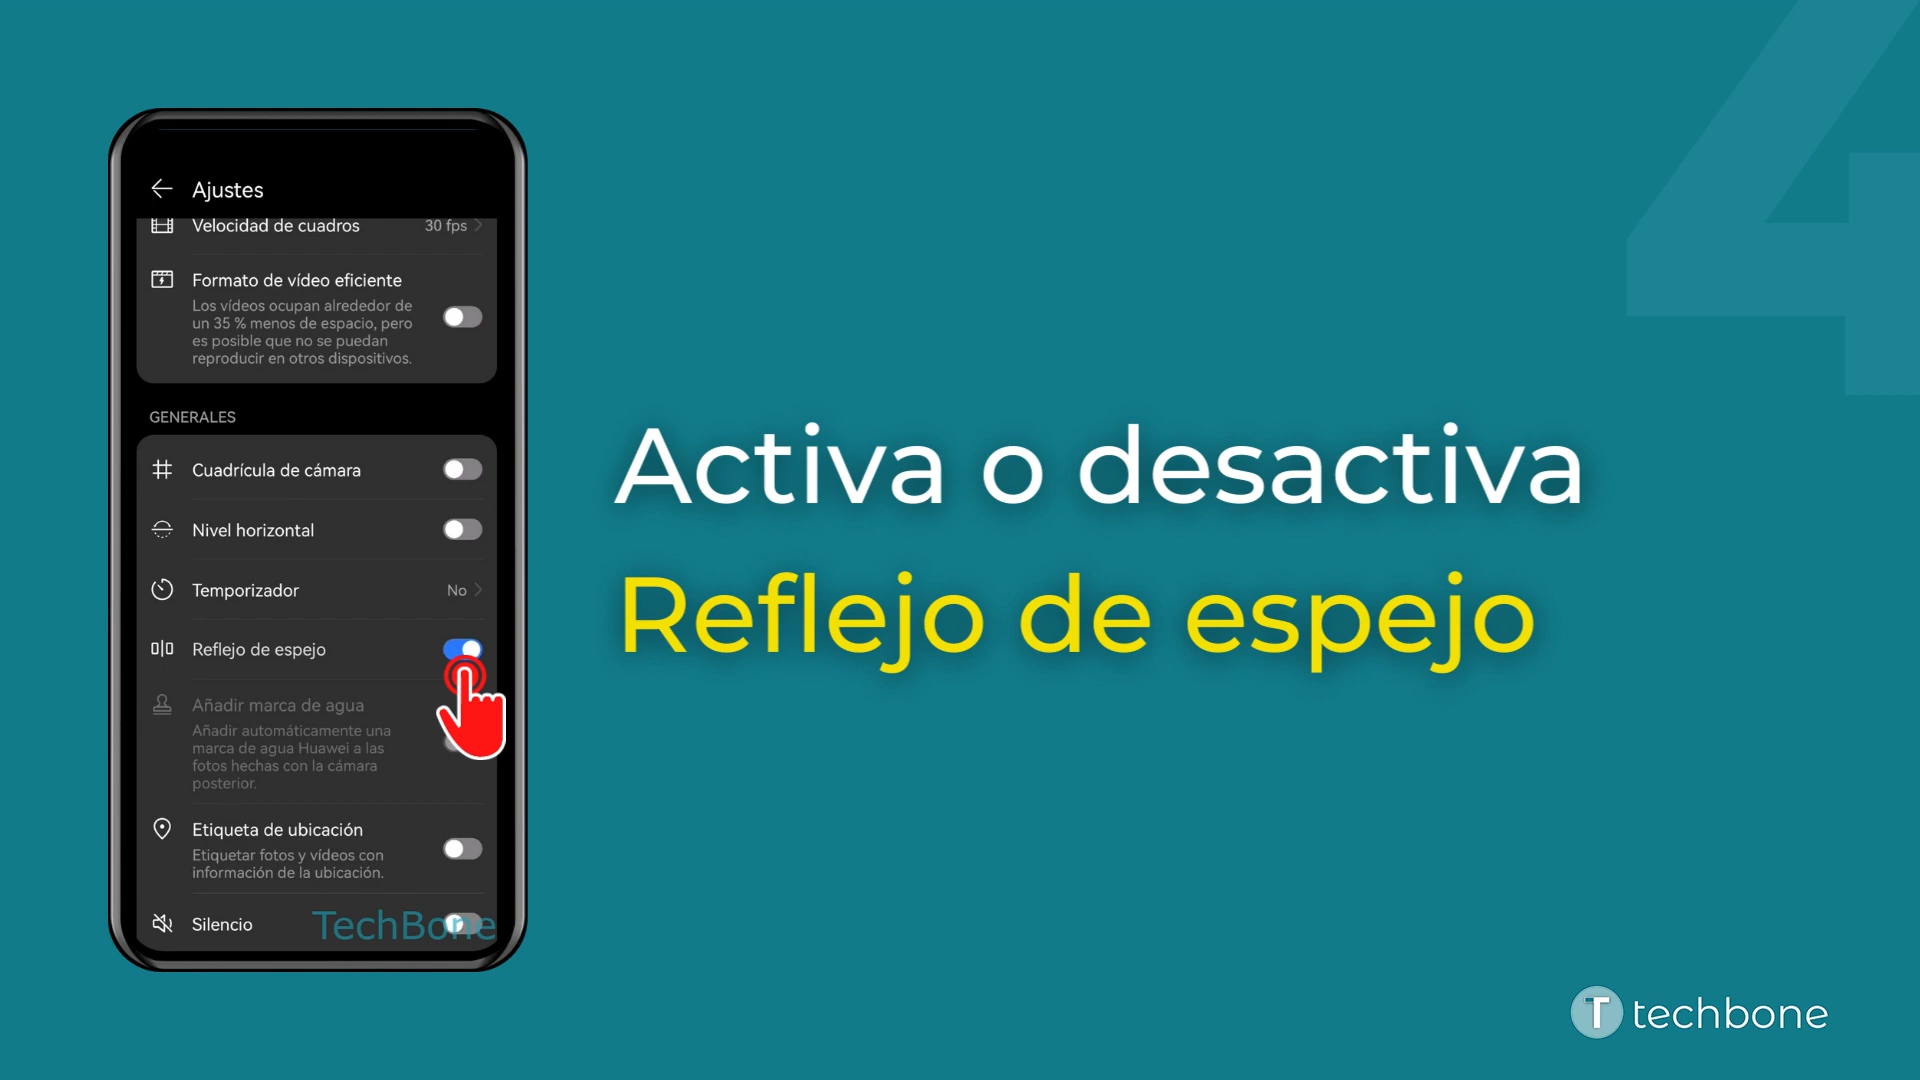 4
Ajustes
Velocidad de cuadros 30 fps
Formato de vídeo eficiente
Los vídeos ocupan alrededor de
un 35 % menos de espacio, pero
es posible que no se puedan
reproducir en otros dispositivos.
GENERALES
Cuadrícula de cámara
Nivel horizontal
Temporizador No
Reflejo de espejo
Añadir marca de agua
Añadir automáticamente una
marca de agua Huawei a las
fotos hechas con la cámara
posterior.
Etiqueta de ubicación
Etiquetar fotos y vídeos con
información de la ubicación.
Silencio
TechBone
Activa o desactiva
Reflejo de espejo
T techbone